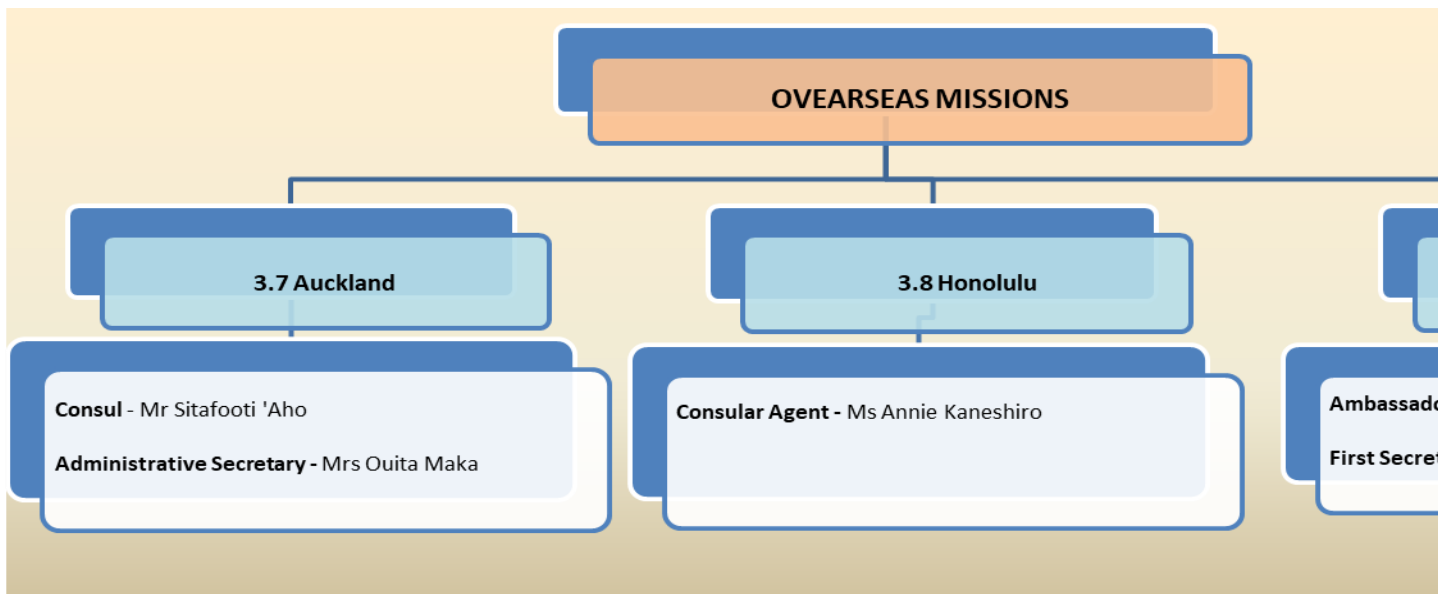 OVEARSEAS MISSIONS
3.7 Auckland
3.8 Honolulu
Consul - Mr Sitafooti 'Aho
Administrative Secretary - Mrs Ouita Maka
Consular Agent - Ms Annie Kaneshiro
First